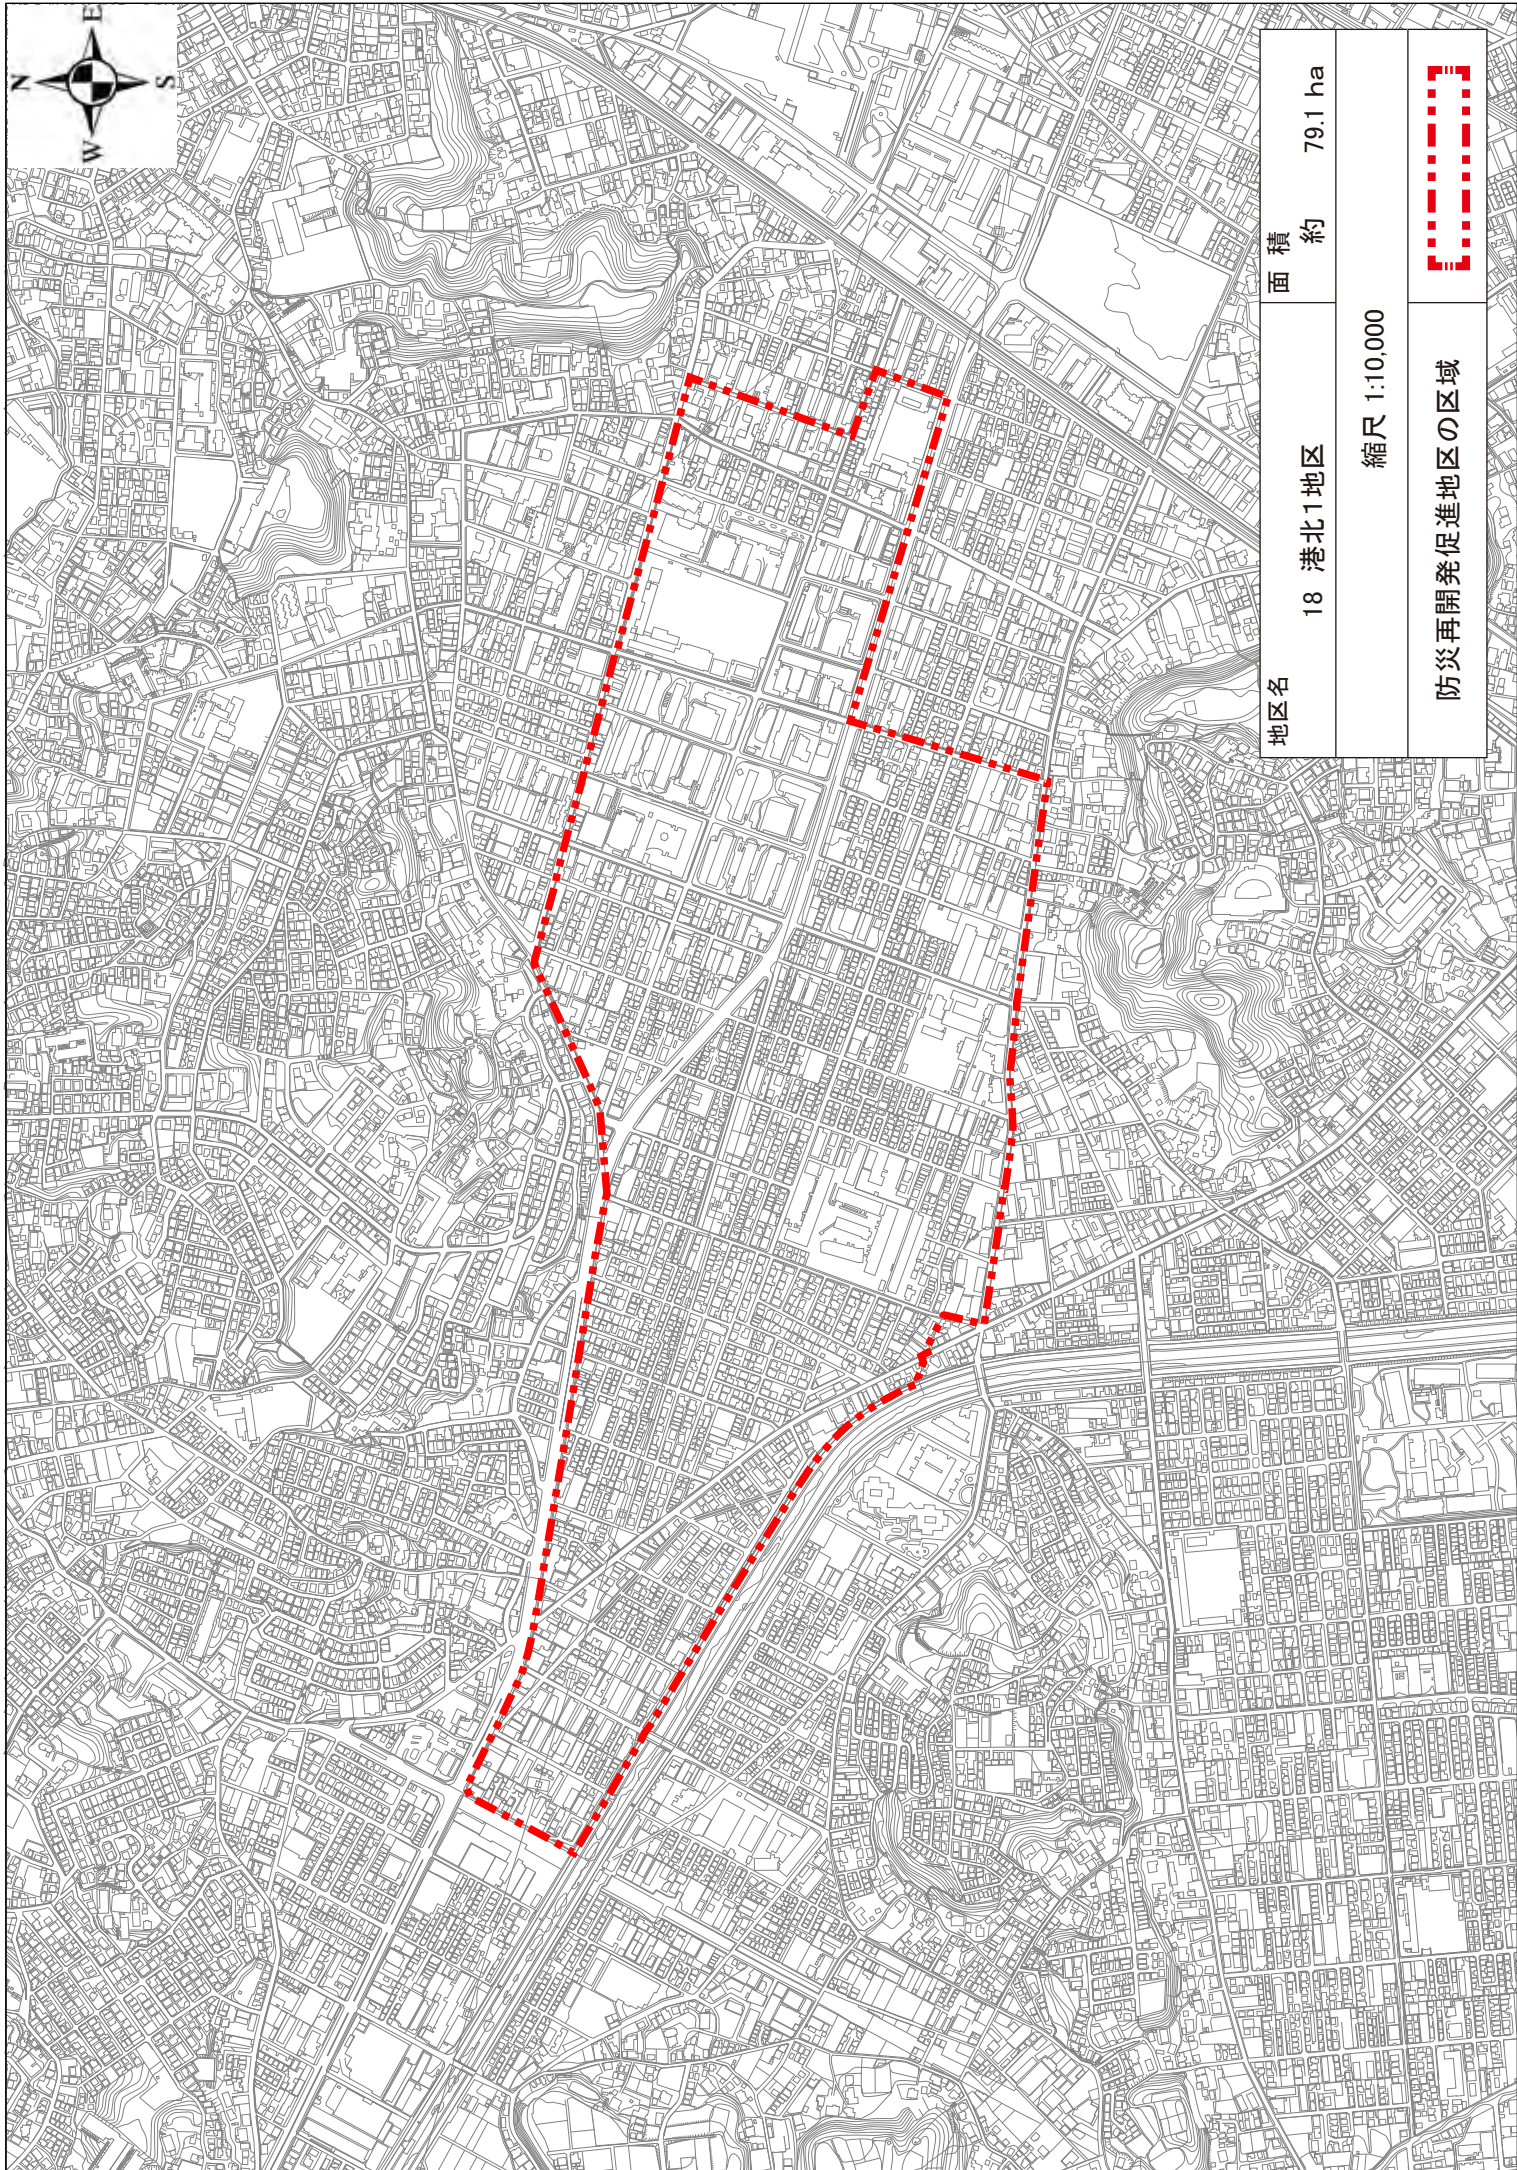 N
E
W
S
地区名
18 港北1地区
面 積
約 79.1 ha
縮尺 1:10,000
防災再開発促進地区の区域